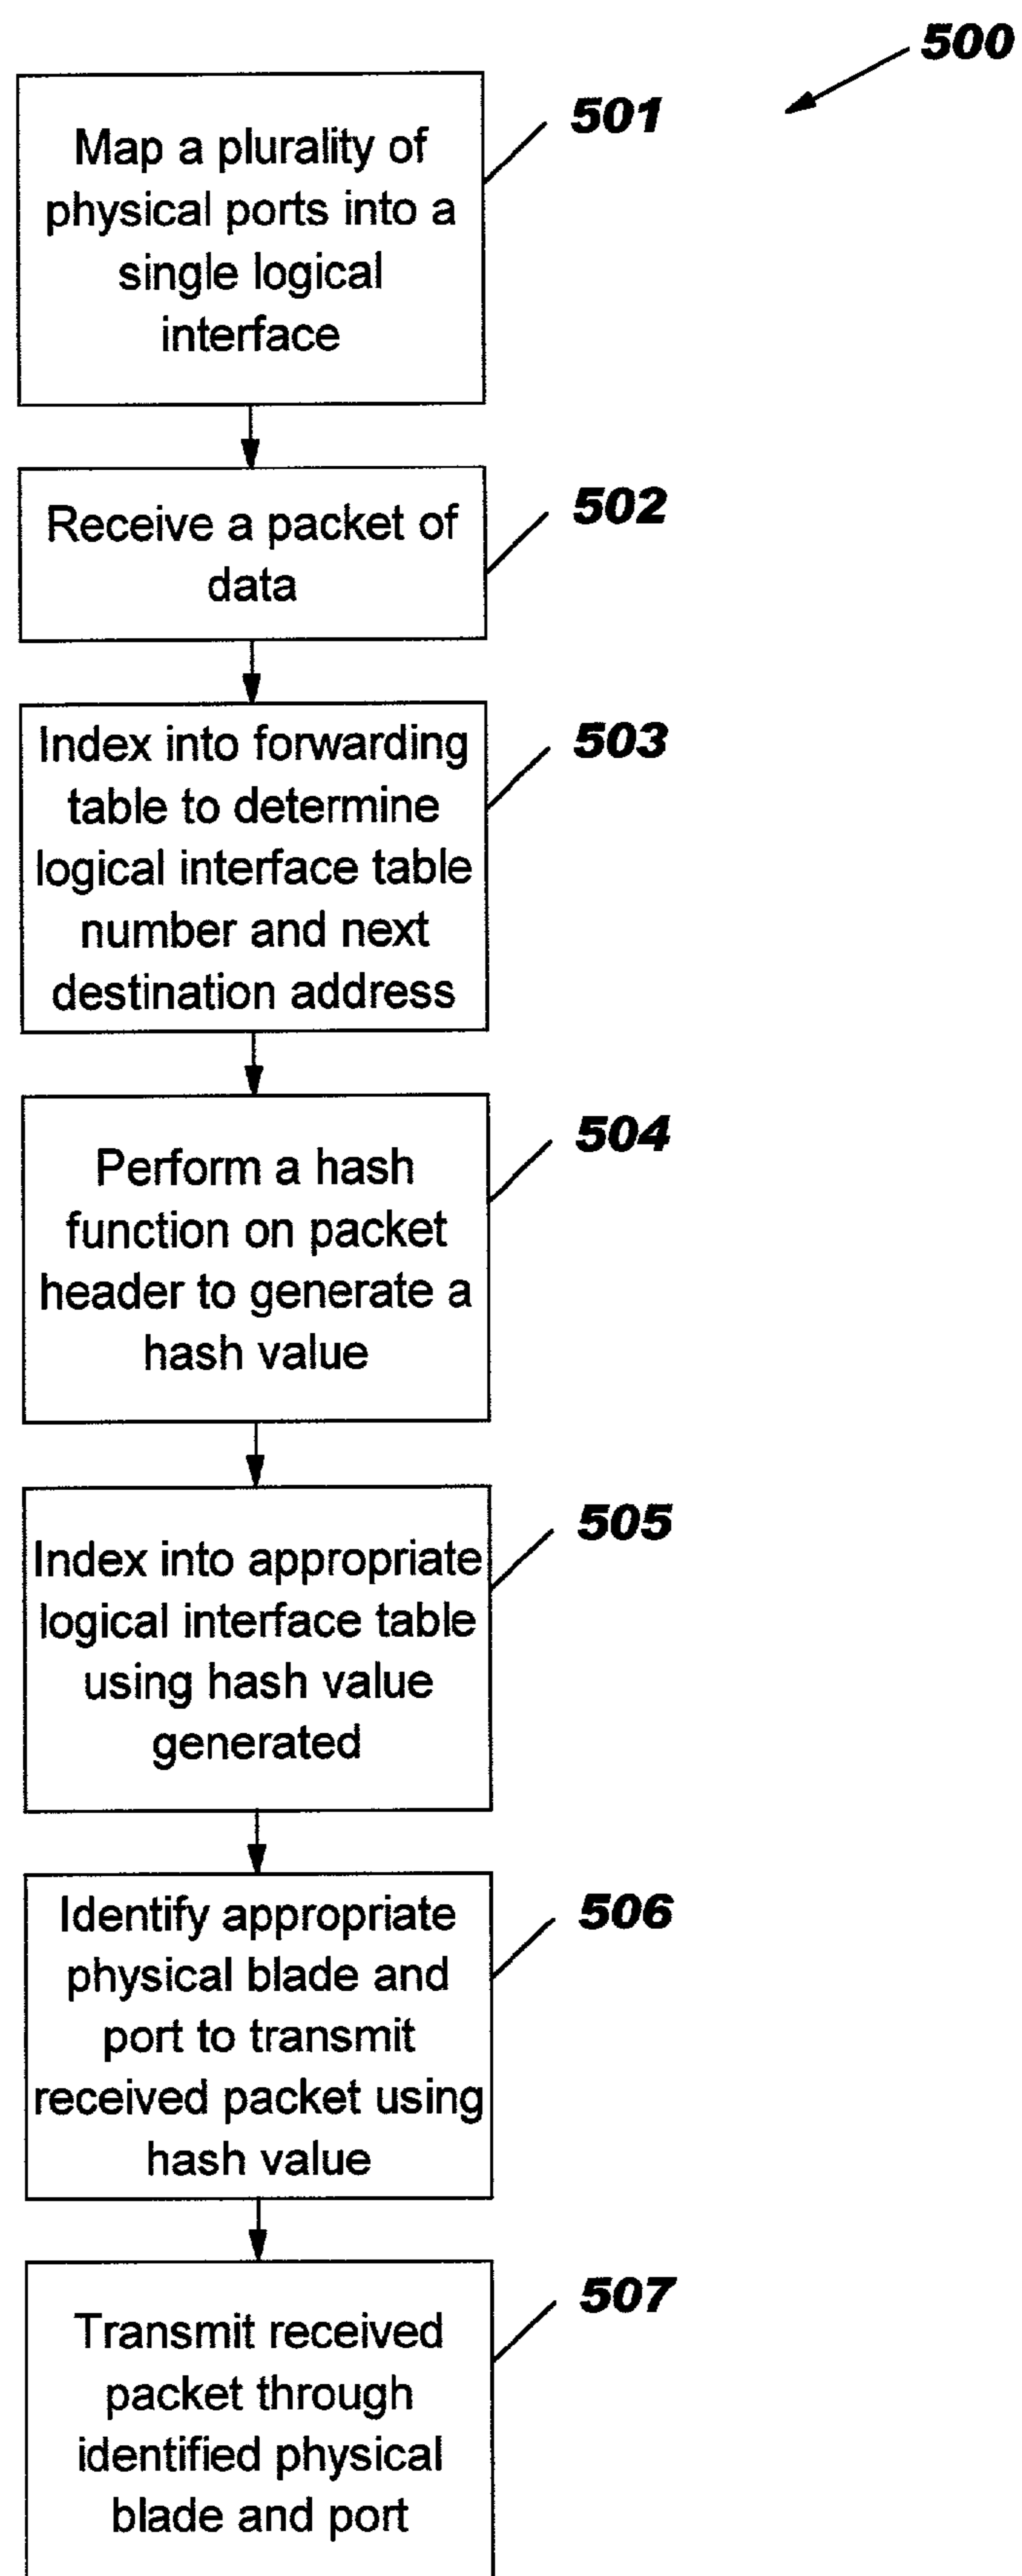 500
501
Map a plurality of
physical ports into a
single logical
interface
502
Receive a packet of
data
503
Index into forwarding
table to determine
logical interface table
number and next
destination address
504
Perform a hash
function on packet
header to generate a
hash value
505
Index into appropriate
logical interface table
using hash value
generated
506
Identify appropriate
physical blade and
port to transmit
received packet using
hash value
507
Transmit received
packet through
identified physical
blade and port